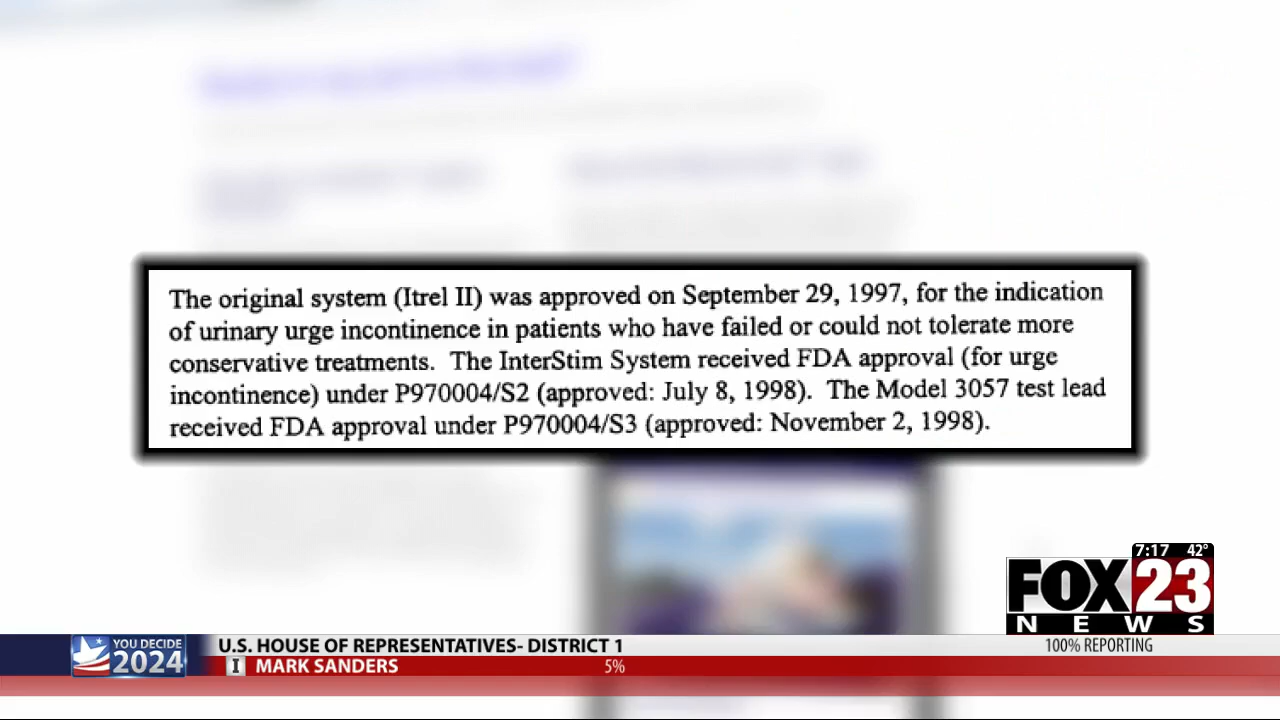 The original system (Itrel II) was approved on September 29, 1997, for the indication
of urinary urge incontinence in patients who have failed or could not tolerate more
conservative treatments. The InterStim System received FDA approval (for urge
incontinence) under P970004/S2 (approved: July 8, 1998). The Model 3057 test lead
received FDA approval under P970004/S3 (approved: November 2, 1998).
7:17 42°
FOX 23
NEWS
YOU DECIDE
2024
U.S. HOUSE OF REPRESENTATIVES- DISTRICT 1
100% REPORTING
I MARK SANDERS 5%